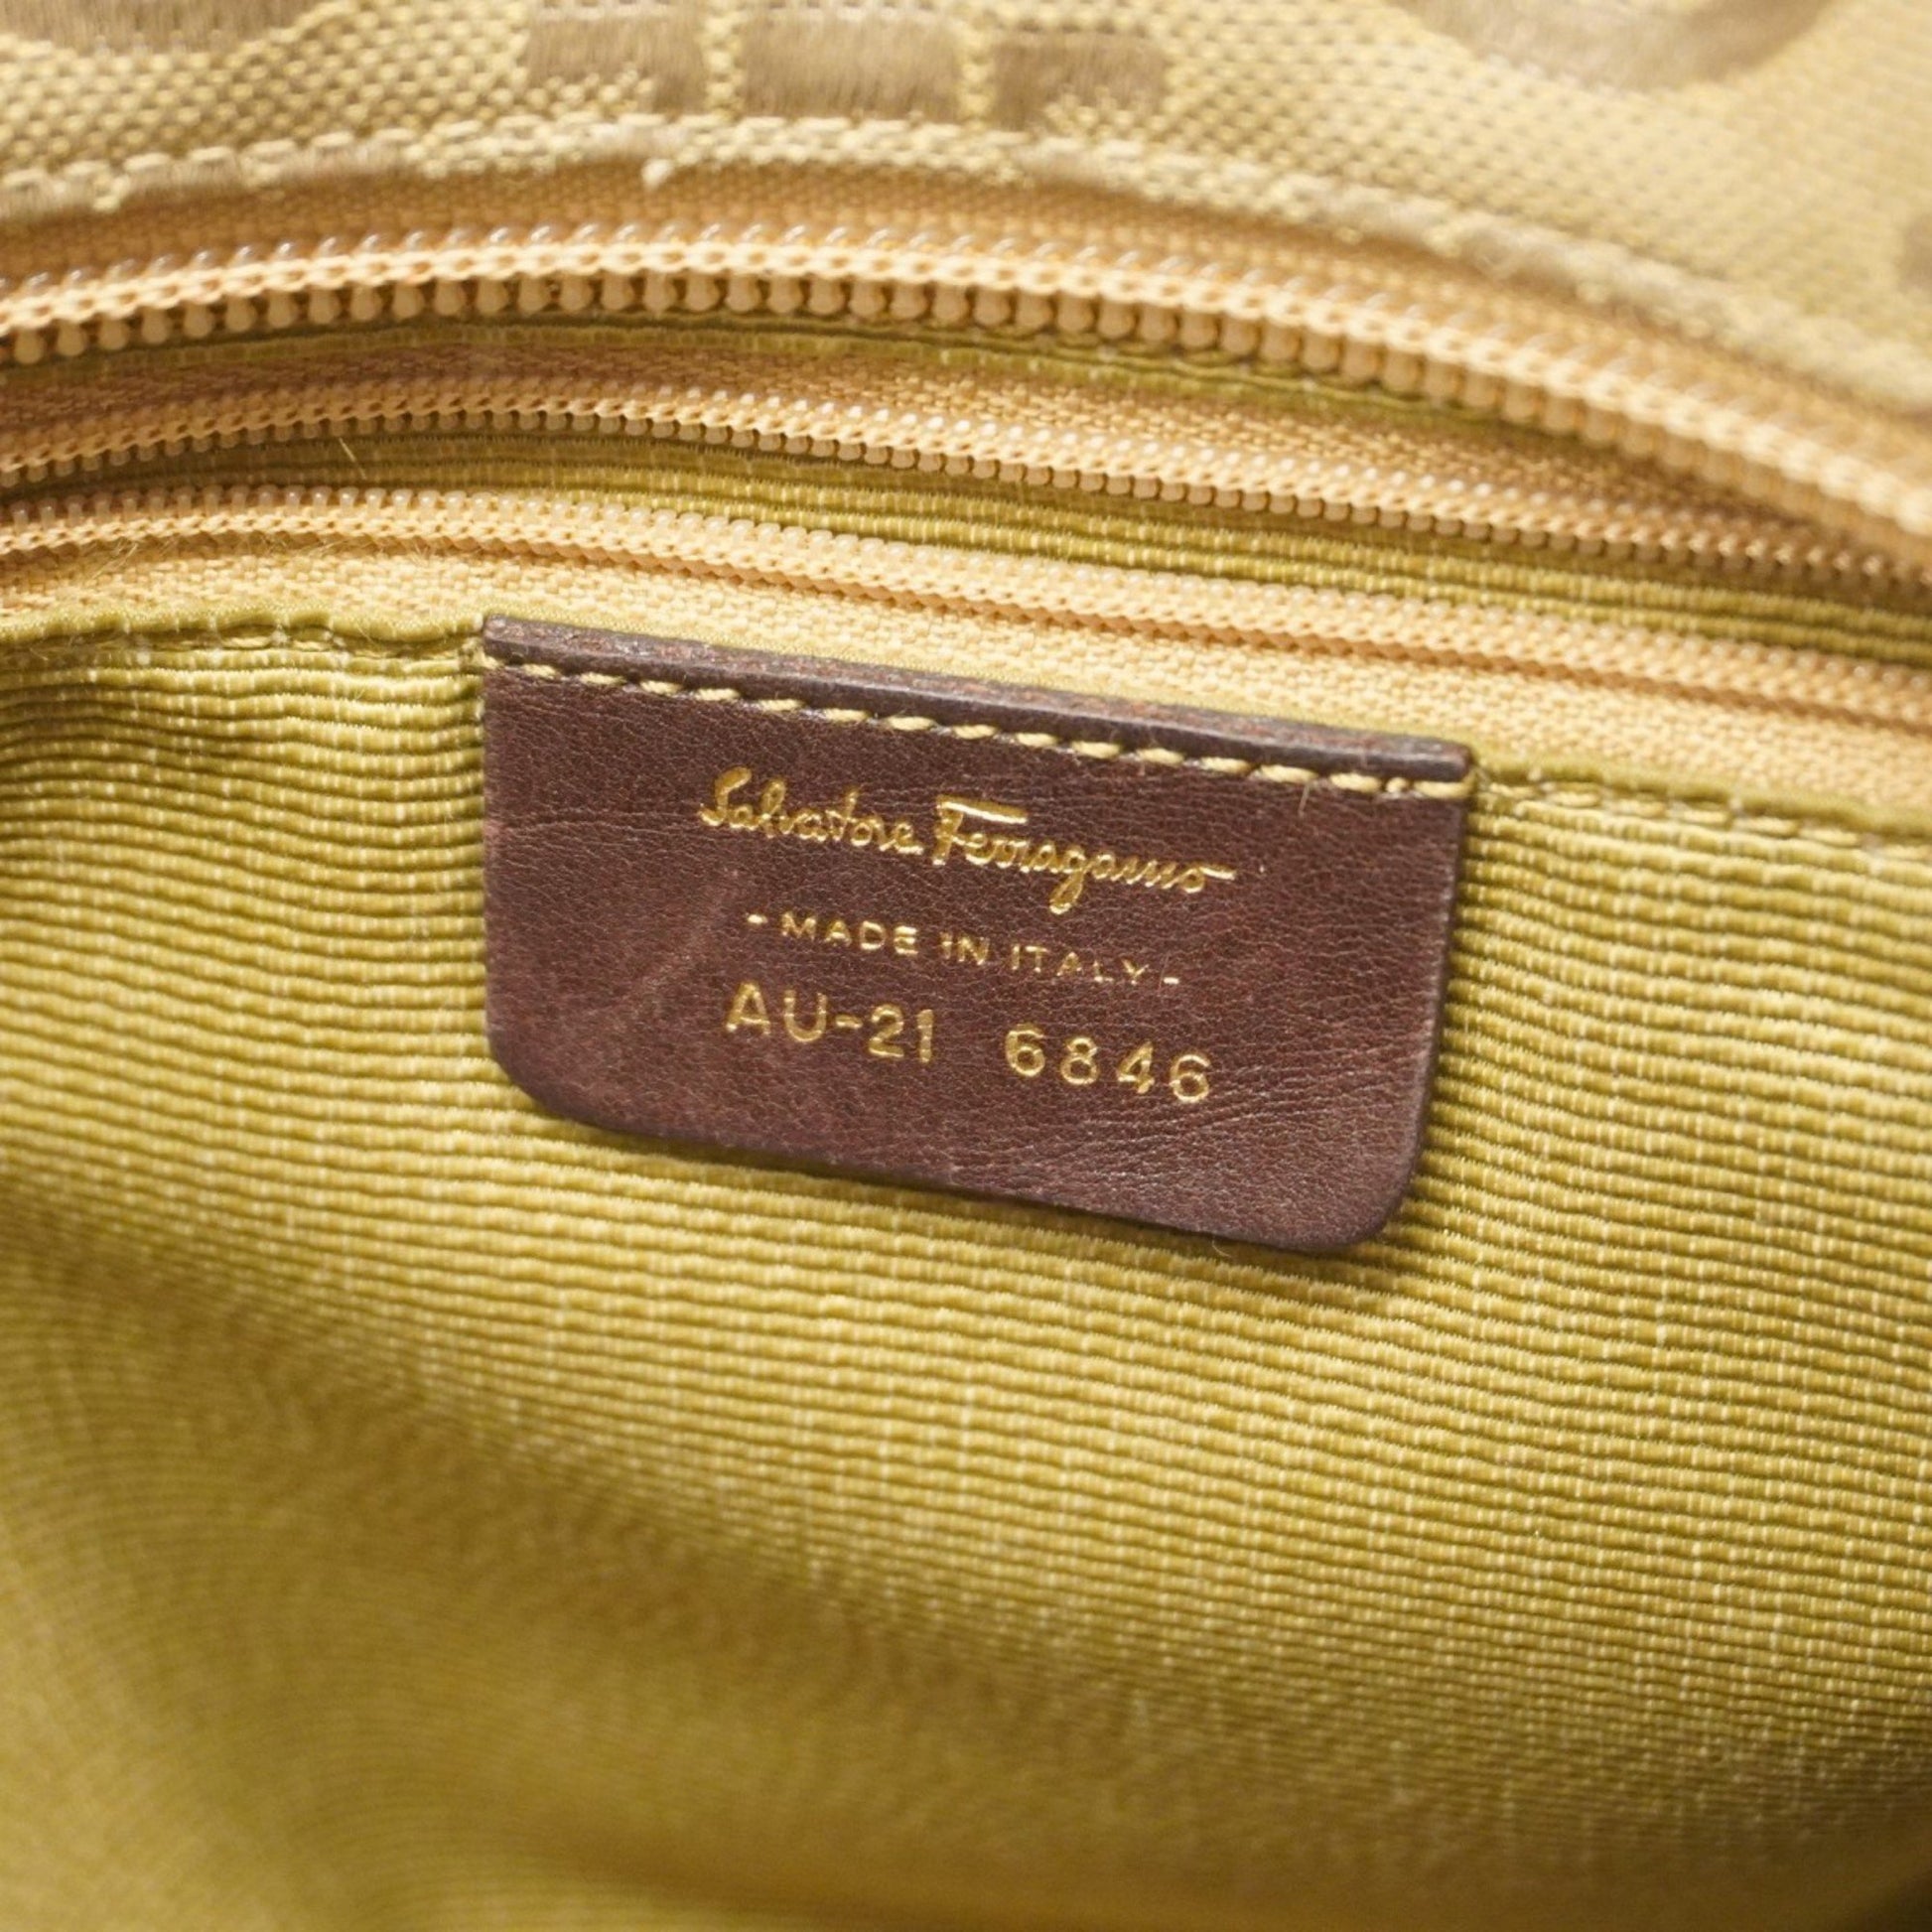 Salvatore Ferragamo
- MADE IN ITALY -
AU-21 6846